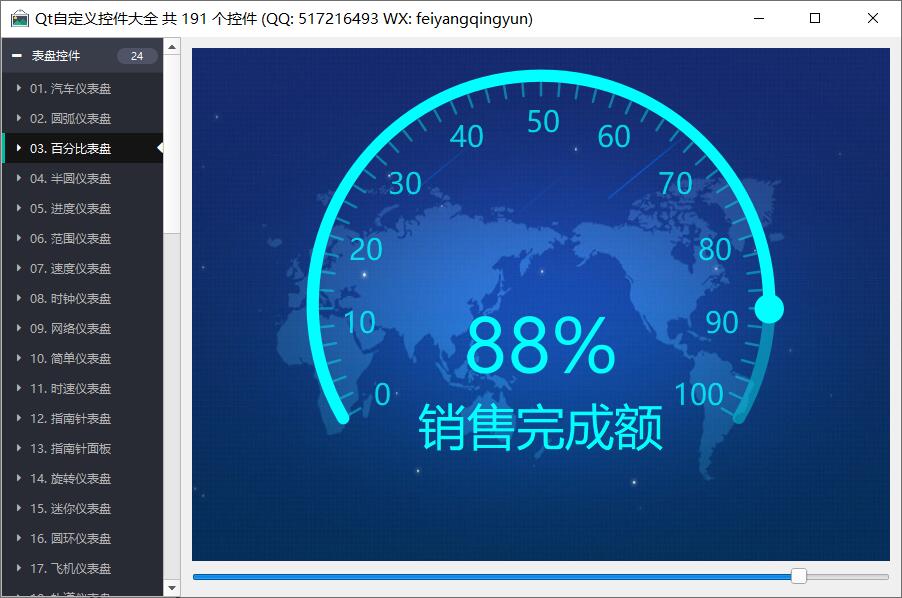 Qt自定义控件大全 共 191 个控件 (QQ: 517216493 WX: feiyangqingyun)
表盘控件 24
01. 汽车仪表盘
02. 圆弧仪表盘
03. 百分比表盘
04. 半圆仪表盘
05. 进度仪表盘
06. 范围仪表盘
07. 速度仪表盘
08. 时钟仪表盘
09. 网络仪表盘
10. 简单仪表盘
11. 时速仪表盘
12. 指南针表盘
13. 指南针面板
14. 旋转仪表盘
15. 迷你仪表盘
16. 圆环仪表盘
17. 飞机仪表盘
0
10
20
30
40
50
60
70
80
90
100
88%
销售完成额